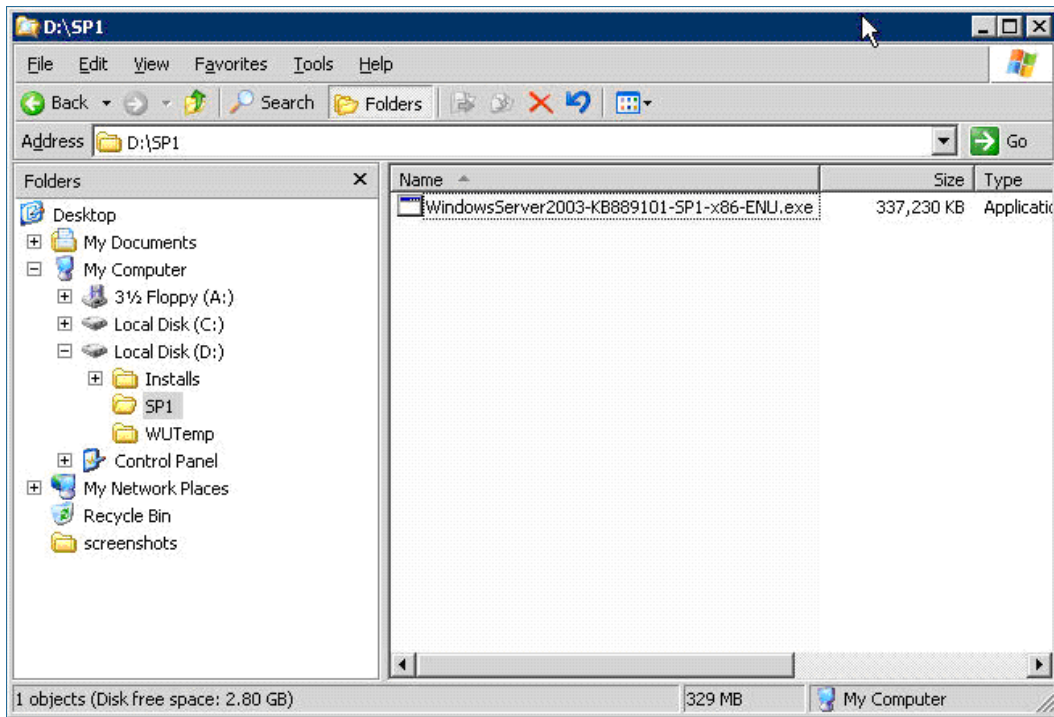 D:\SP1
File Edit View Favorites Tools Help
Back Search Folders
Address D:\SP1 Go
Folders x Name Size Type
Desktop
WindowsServer2003-KB889101-SP1-x86-ENU.exe 337,230 KB Applicatio
My Documents
My Computer
3½ Floppy (A:)
Local Disk (C:)
Local Disk (D:)
Installs
SP1
WUTemp
Control Panel
My Network Places
Recycle Bin
screenshots
1 objects (Disk free space: 2.80 GB) 329 MB My Computer